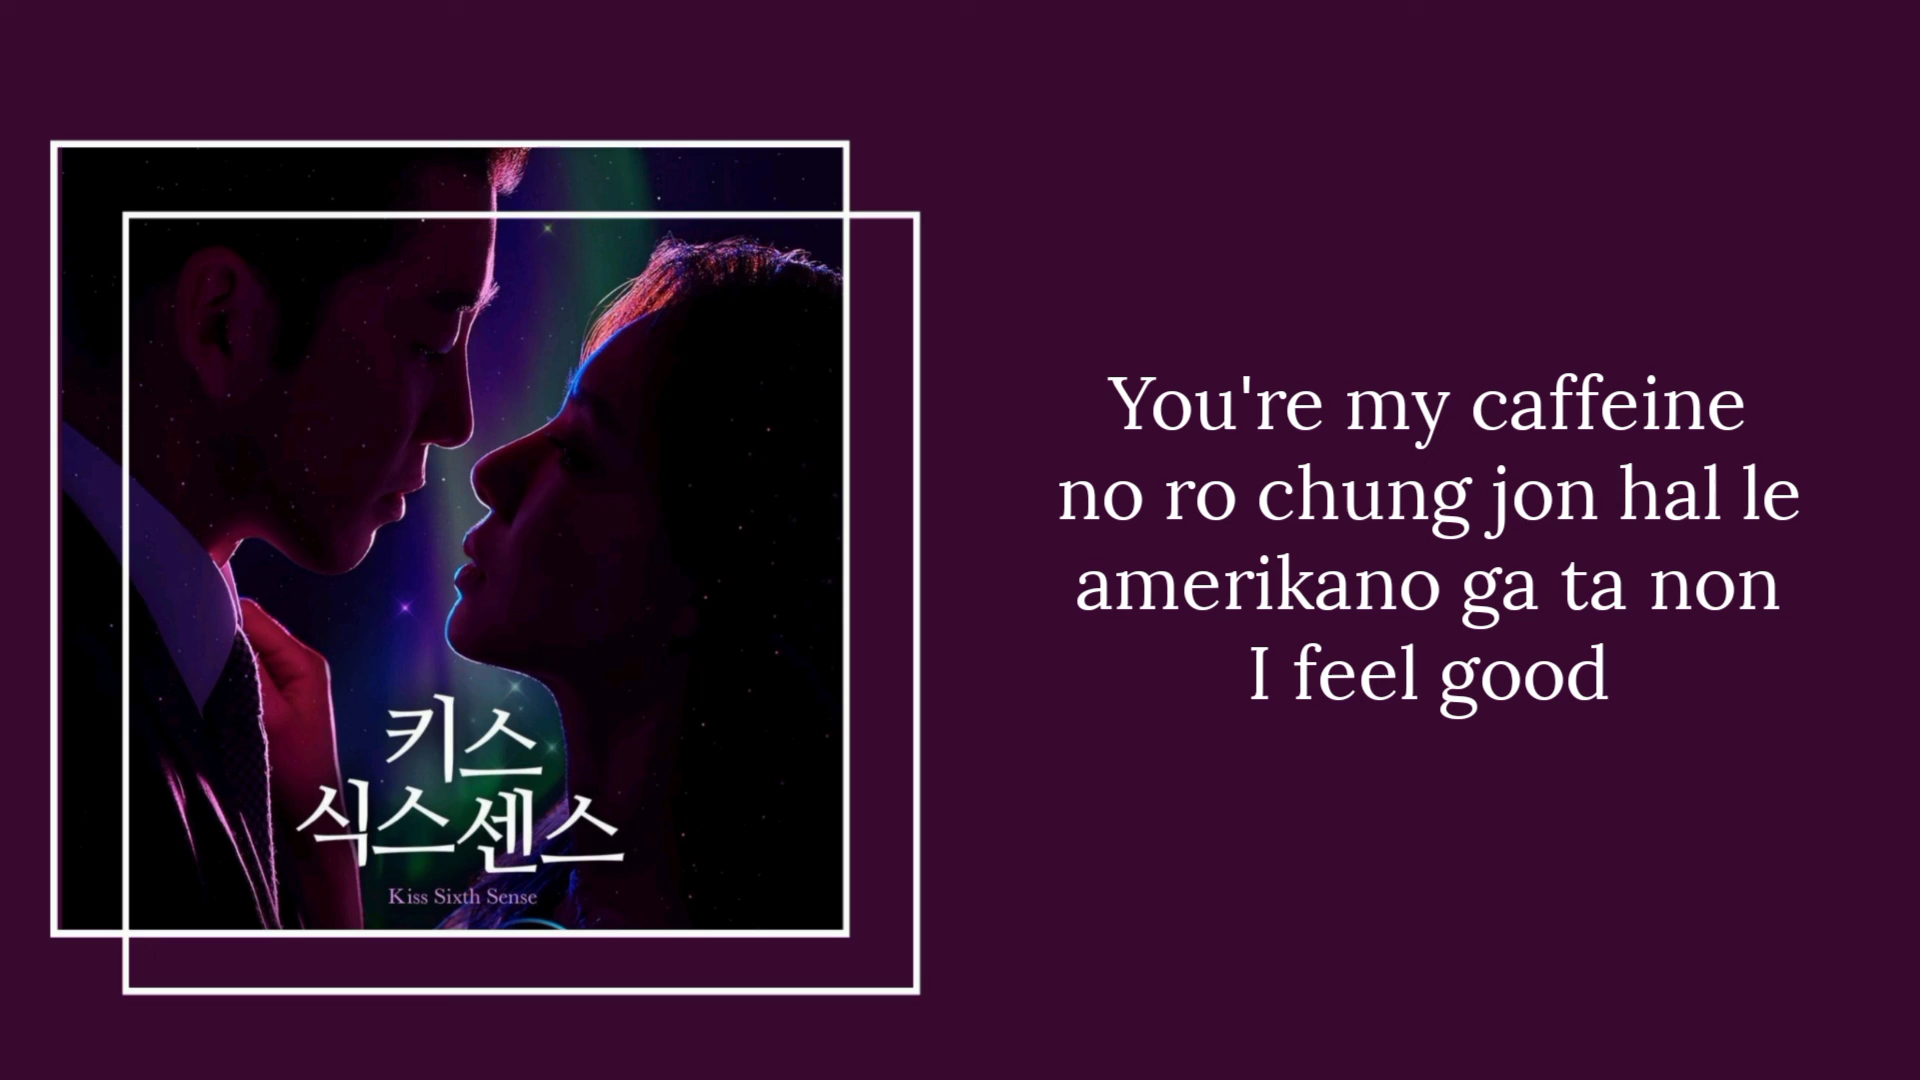 키스
식스센스
Kiss Sixth Sense
You're my caffeine
no ro chung jon hal le
amerikano ga ta non
I feel good